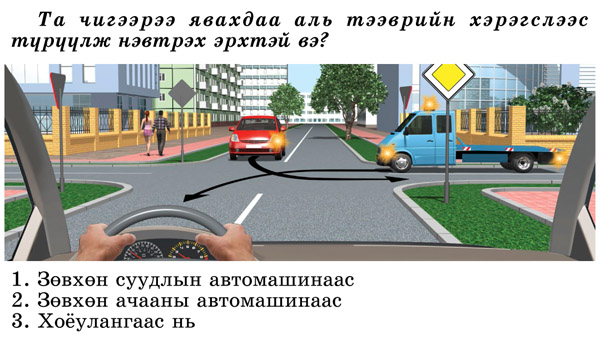 Та чигээрээ явахдаа аль тээврийн хэрэгслээс
түрүүлж нэвтрэх эрхтэй вэ?
1. Зөвхөн суудлын автомашинаас
2. Зөвхөн ачааны автомашинаас
3. Хоёулангаас нь